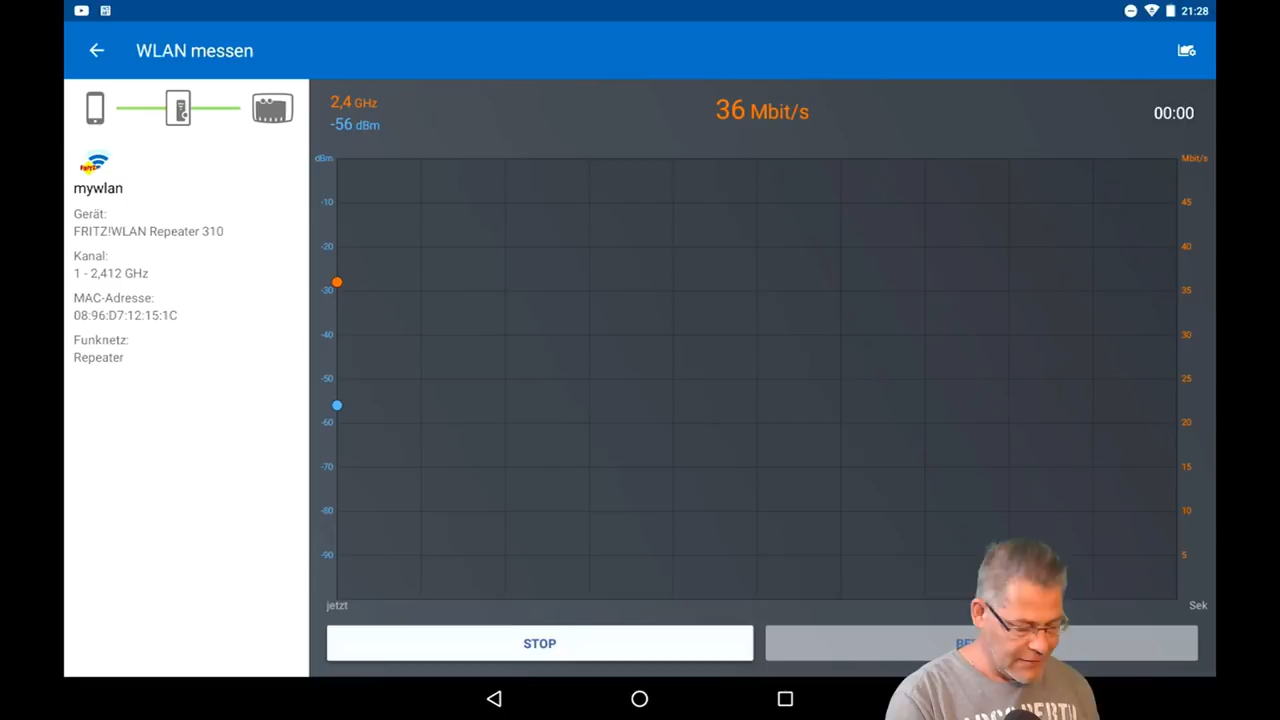 21:28
WLAN messen
2,4 GHz
-56 dBm
36 Mbit/s
00:00
FRITZ!
mywlan
Gerät:
FRITZ!WLAN Repeater 310
Kanal:
1 - 2,412 GHz
MAC-Adresse:
08:96:D7:12:15:1C
Funknetz:
Repeater
dBm
-10
-20
-30
-40
-50
-60
-70
-80
-90
Mbit/s
45
40
35
30
25
20
15
10
5
jetzt
Sek
STOP